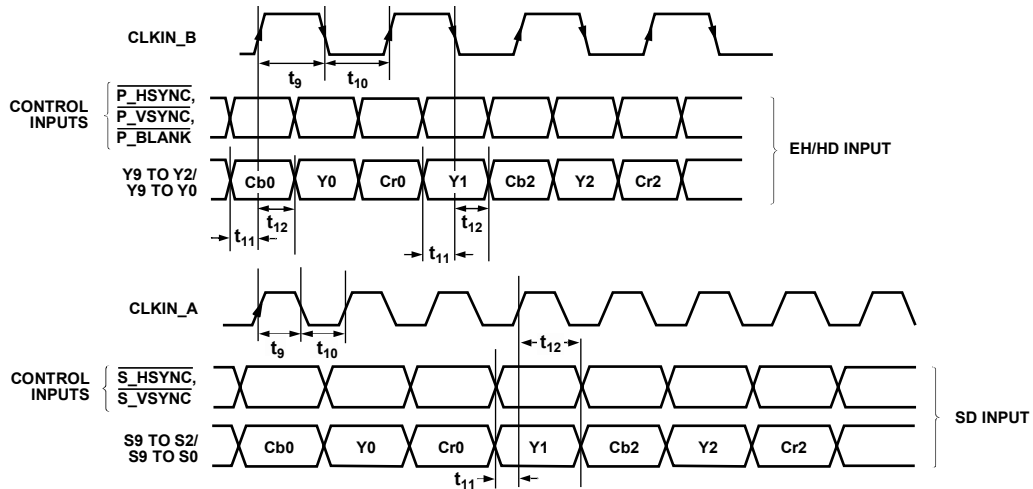 CLKIN_B
t9
t10
CONTROL
INPUTS
P_HSYNC,
P_VSYNC,
P_BLANK
EH/HD INPUT
Y9 TO Y2/
Y9 TO Y0
Cb0
Y0
Cr0
Y1
Cb2
Y2
Cr2
t12
t12
t11
t11
CLKIN_A
t9
t10
t12
CONTROL
INPUTS
S_HSYNC,
S_VSYNC
SD INPUT
S9 TO S2/
S9 TO S0
Cb0
Y0
Cr0
Y1
Cb2
Y2
Cr2
t11